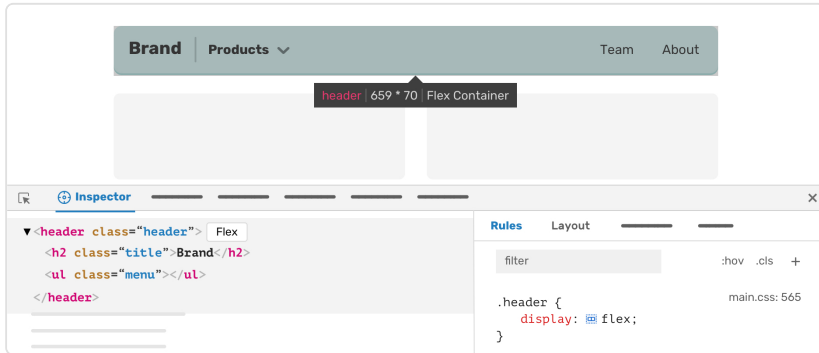 Brand Products Team About
header 659 * 70 Flex Container
Inspector
▼<header class=“header”> Flex
<h2 class=“title”>Brand</h2>
<ul class=“menu”></ul>
</header>
Rules Layout
filter :hov .cls +
.header { main.css: 565
display: flex;
}